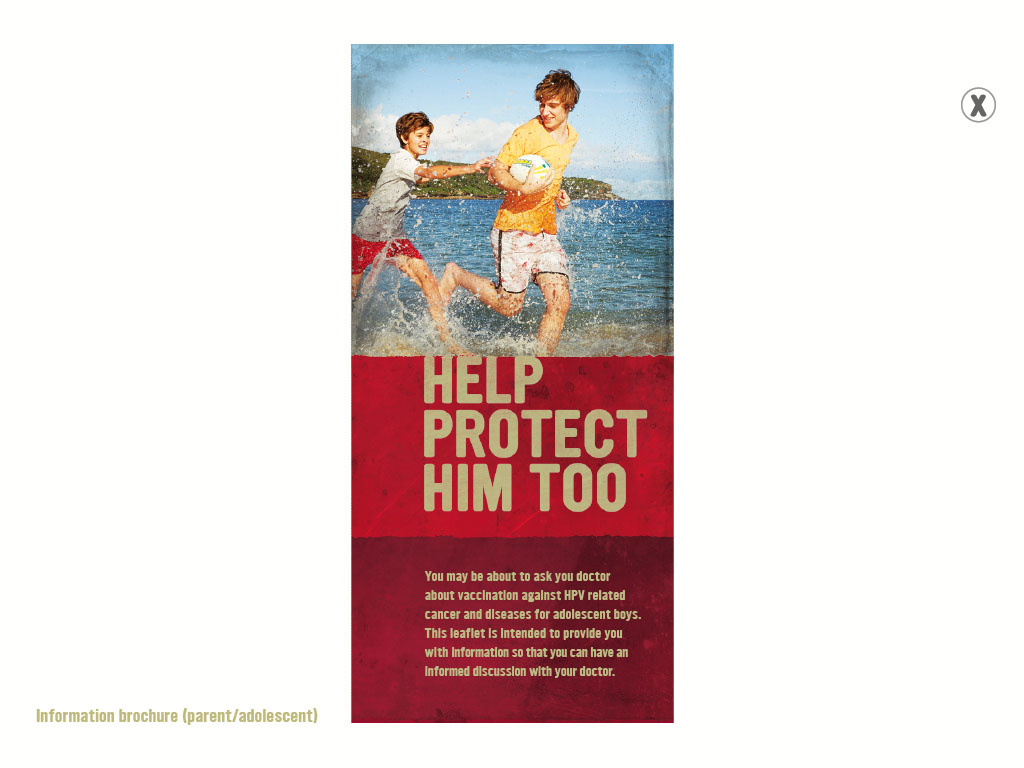 X
HELP
PROTECT
HIM TOO
You may be about to ask you doctor
about vaccination against HPV related
cancer and diseases for adolescent boys.
This leaflet is intended to provide you
with information so that you can have an
informed discussion with your doctor.
Information brochure (parent/adolescent)